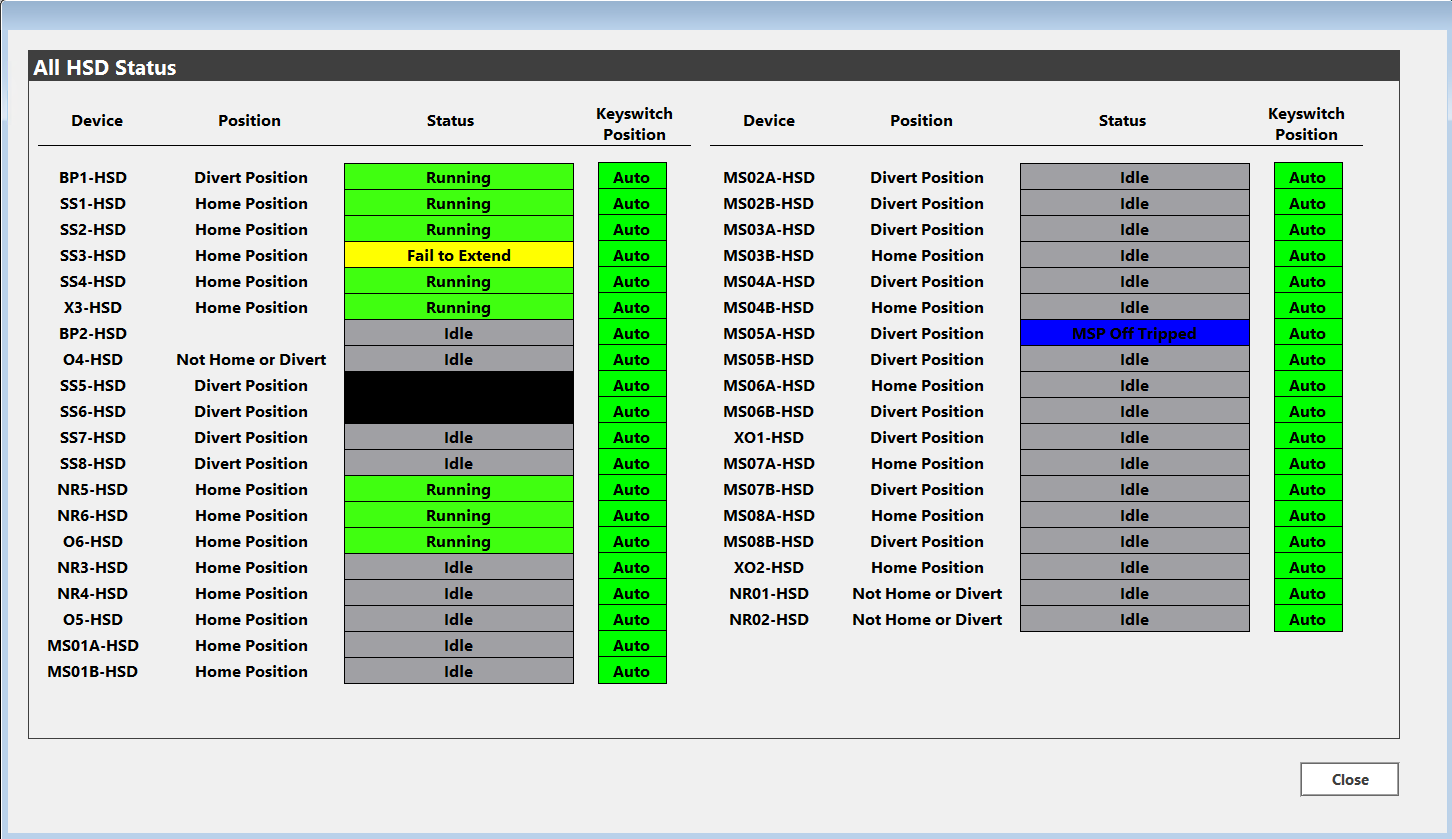 All HSD Status
Device Position Status Keyswitch Position Device Position Status Keyswitch Position
BP1-HSD Divert Position Running Auto MS02A-HSD Divert Position Idle Auto
SS1-HSD Home Position Running Auto MS02B-HSD Divert Position Idle Auto
SS2-HSD Home Position Running Auto MS03A-HSD Divert Position Idle Auto
SS3-HSD Home Position Fail to Extend Auto MS03B-HSD Home Position Idle Auto
SS4-HSD Home Position Running Auto MS04A-HSD Divert Position Idle Auto
X3-HSD Home Position Running Auto MS04B-HSD Home Position Idle Auto
BP2-HSD Idle Auto MS05A-HSD Divert Position MSP Off Tripped Auto
O4-HSD Not Home or Divert Idle Auto MS05B-HSD Divert Position Idle Auto
SS5-HSD Divert Position Auto MS06A-HSD Home Position Idle Auto
SS6-HSD Divert Position Auto MS06B-HSD Divert Position Idle Auto
SS7-HSD Divert Position Idle Auto XO1-HSD Divert Position Idle Auto
SS8-HSD Divert Position Idle Auto MS07A-HSD Home Position Idle Auto
NR5-HSD Home Position Running Auto MS07B-HSD Divert Position Idle Auto
NR6-HSD Home Position Running Auto MS08A-HSD Home Position Idle Auto
O6-HSD Home Position Running Auto MS08B-HSD Divert Position Idle Auto
NR3-HSD Home Position Idle Auto XO2-HSD Home Position Idle Auto
NR4-HSD Home Position Idle Auto NR01-HSD Not Home or Divert Idle Auto
O5-HSD Home Position Idle Auto NR02-HSD Not Home or Divert Idle Auto
MS01A-HSD Home Position Idle Auto
MS01B-HSD Home Position Idle Auto
Close